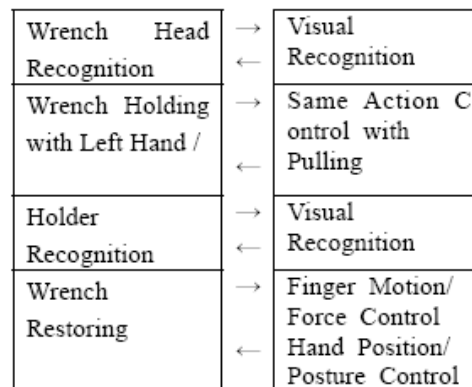 Wrench Head
Recognition
→
←
Visual
Recognition
Wrench Holding
with Left Hand /
→
←
Same Action C
ontrol with
Pulling
Holder
Recognition
→
←
Visual
Recognition
Wrench
Restoring
→
←
Finger Motion/
Force Control
Hand Position/
Posture Control